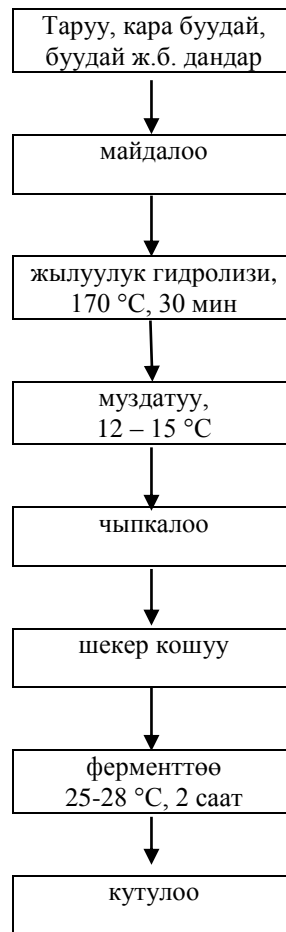 Таруу, кара буудай,
буудай ж.б. дандар
майдалоо
жылуулук гидролизи,
170 °C, 30 мин
муздатуу,
12 – 15 °C
чыпкалоо
шекер кошуу
ферменттөө
25-28 °C, 2 саат
кутулоо